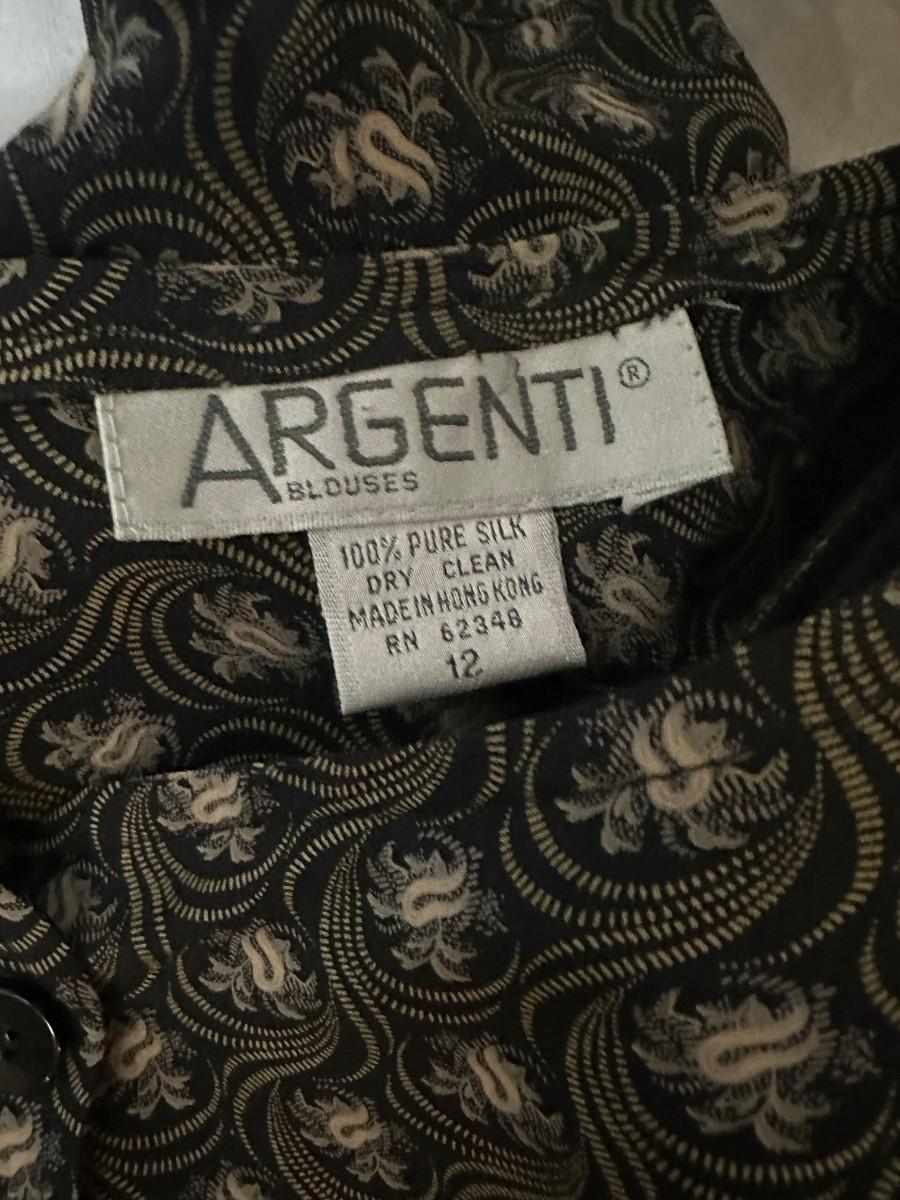 ARGENTI®
BLOUSES
100% PURE SILK
DRY CLEAN
MADE IN HONG KONG
RN 62348
12